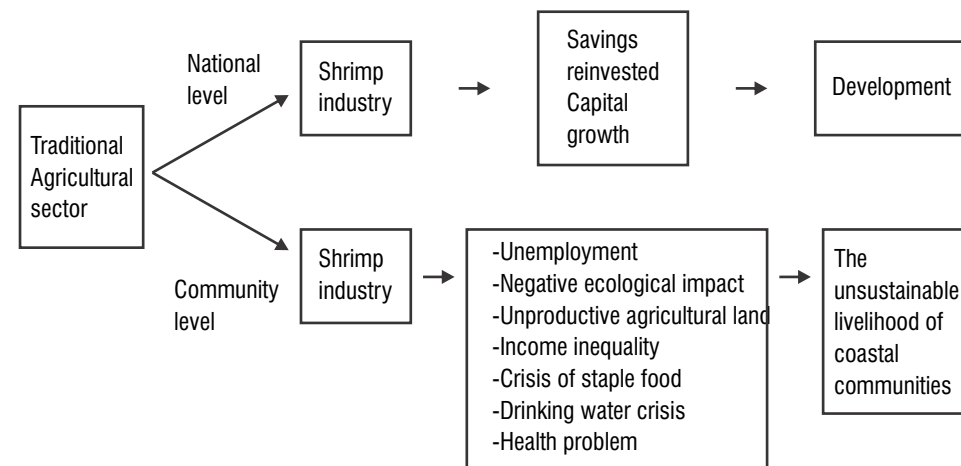 Traditional
Agricultural
sector
National
level
Shrimp
industry
Savings
reinvested
Capital
growth
Development
Community
level
Shrimp
industry
-Unemployment
-Negative ecological impact
-Unproductive agricultural land
-Income inequality
-Crisis of staple food
-Drinking water crisis
-Health problem
The
unsustainable
livelihood of
coastal
communities